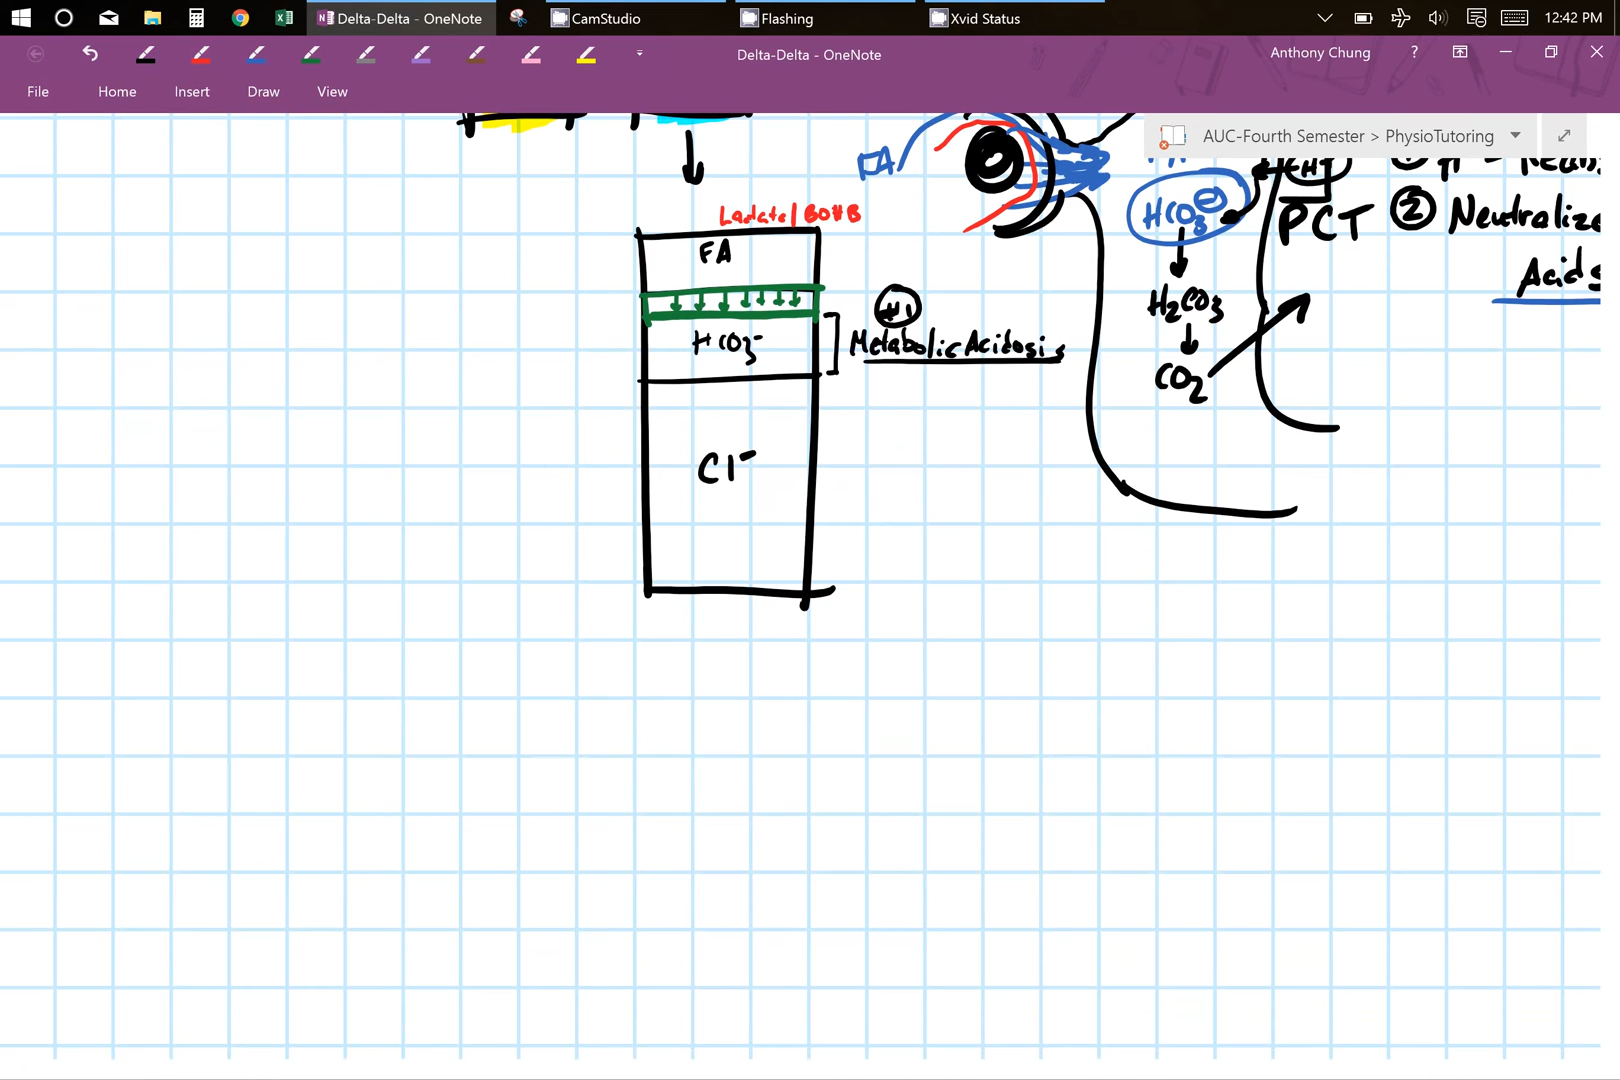 Delta-Delta - OneNote
CamStudio
Flashing
Xvid Status
12:42 PM
Delta-Delta - OneNote
Anthony Chung
?
File
Home
Insert
Draw
View
AUC-Fourth Semester > PhysioTutoring
FA
HCO3-
PCT
② Neutralize
Acids
Lactate/BOHB
FA
HCO3-
#1
Metabolic Acidosis
H2CO3
CO2
Cl-